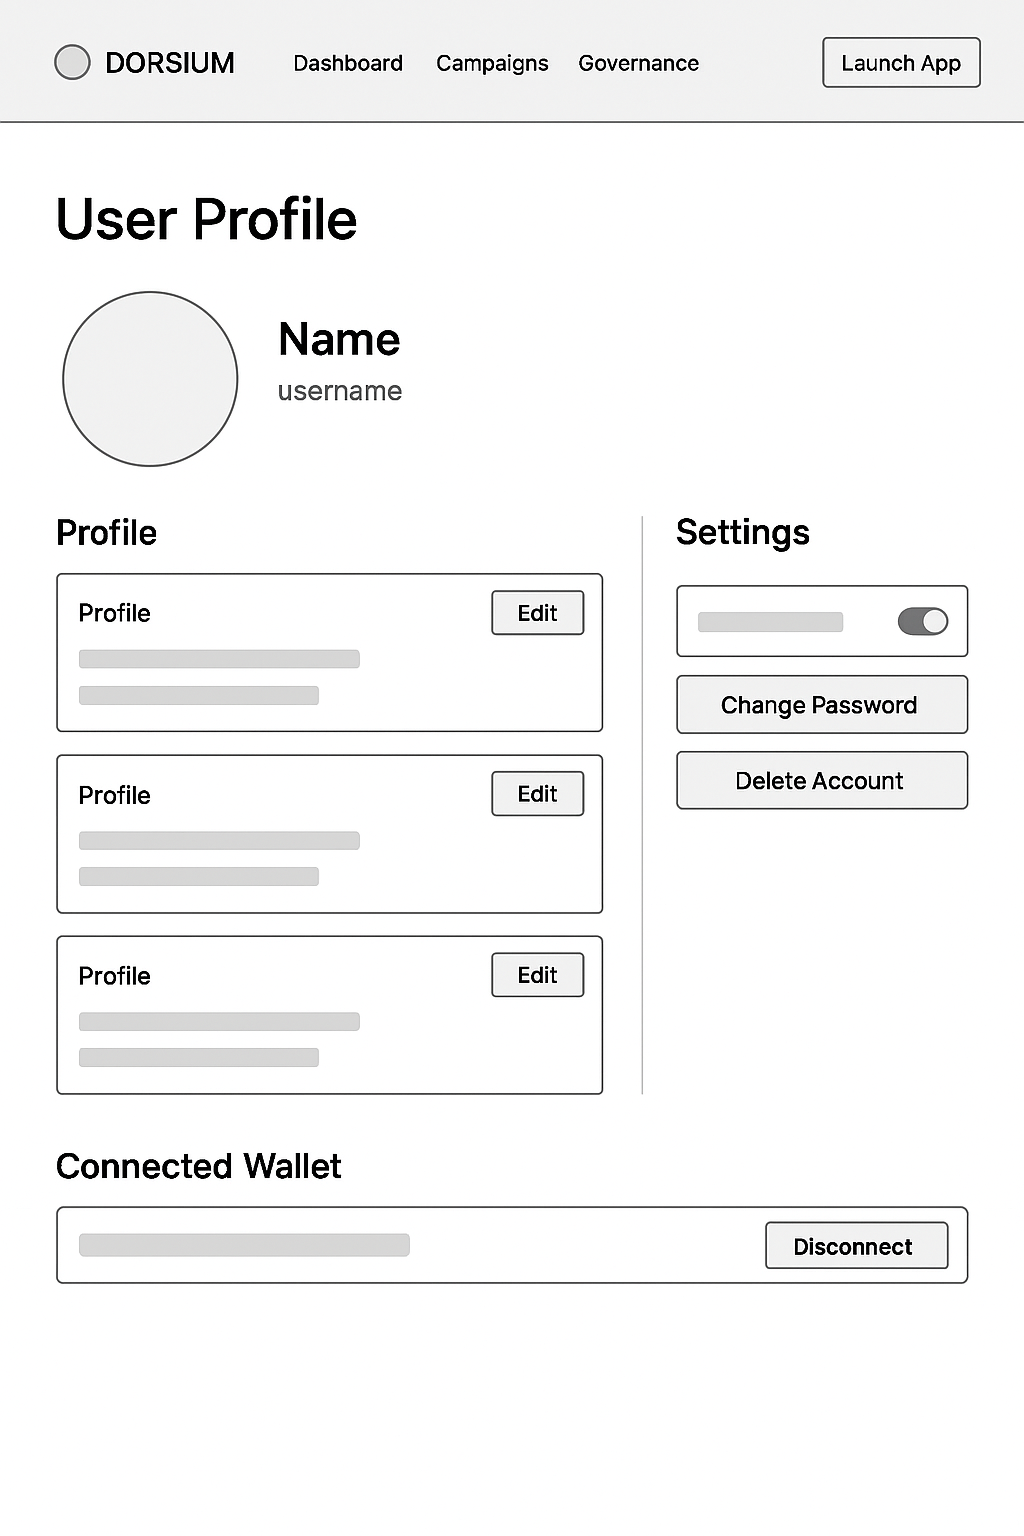 DORSIUM Dashboard Campaigns Governance Launch App
User Profile
Name
username
Profile
Profile Edit
Profile Edit
Profile Edit
Settings
Change Password
Delete Account
Connected Wallet
Disconnect